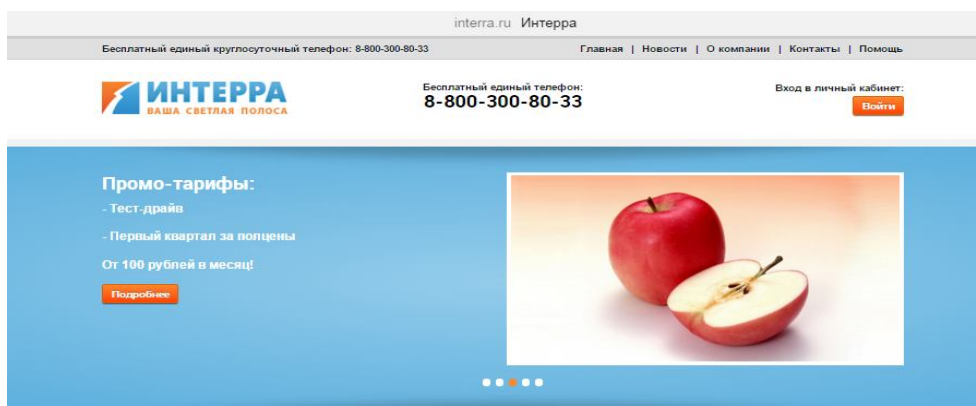 interra.ru Интерра
Бесплатный единый круглосуточный телефон: 8-800-300-80-33
Главная | Новости | О компании | Контакты | Помощь
ИНТЕРРА
ВАША СВЕТЛАЯ ПОЛОСА
Бесплатный единый телефон:
8-800-300-80-33
Вход в личный кабинет:
Войти
Промо-тарифы:
- Тест-драйв
- Первый квартал за полцены
От 100 рублей в месяц!
Подробнее